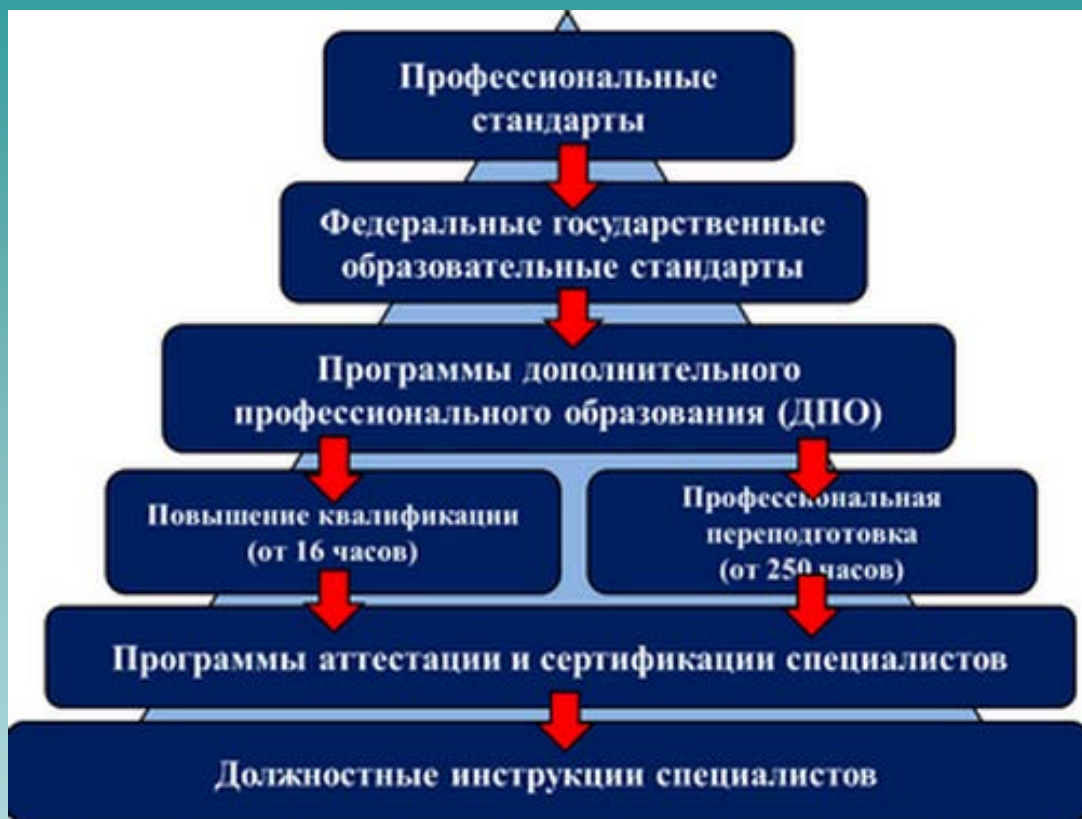 Профессиональные
стандарты
Федеральные государственные
образовательные стандарты
Программы дополнительного
профессионального образования (ДПО)
Повышение квалификации
(от 16 часов)
Профессиональная
переподготовка
(от 250 часов)
Программы аттестации и сертификации специалистов
Должностные инструкции специалистов